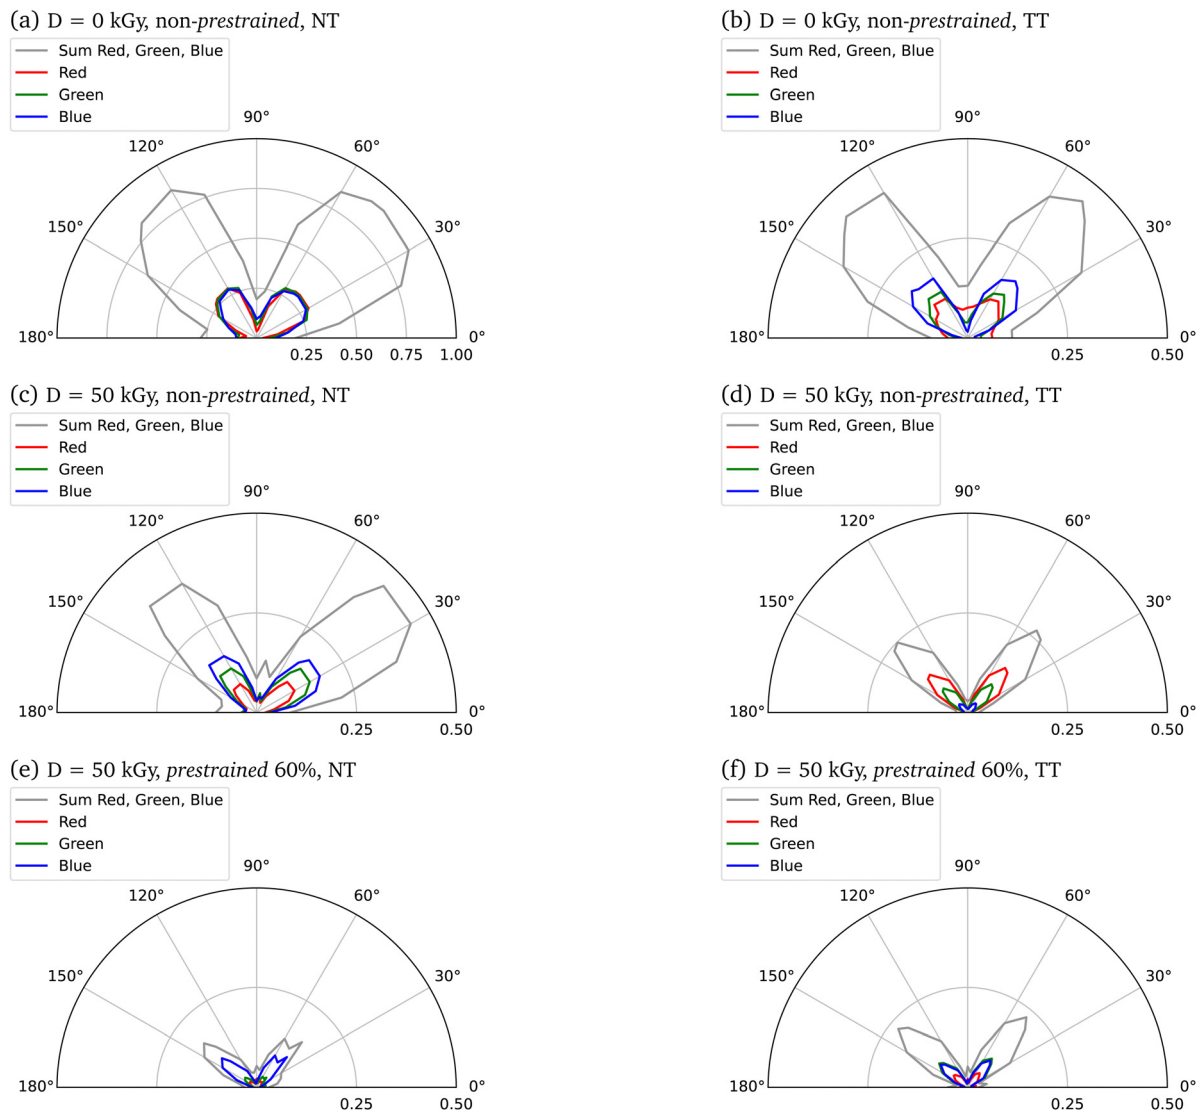 (a) D = 0 kGy, non-prestrained, NT
Sum Red, Green, Blue
Red
Green
Blue
90°
120°
60°
150°
30°
180°
0°
0.25
0.50
0.75
1.00
(b) D = 0 kGy, non-prestrained, TT
Sum Red, Green, Blue
Red
Green
Blue
90°
120°
60°
150°
30°
180°
0°
0.25
0.50
(c) D = 50 kGy, non-prestrained, NT
Sum Red, Green, Blue
Red
Green
Blue
90°
120°
60°
150°
30°
180°
0°
0.25
0.50
(d) D = 50 kGy, non-prestrained, TT
Sum Red, Green, Blue
Red
Green
Blue
90°
120°
60°
150°
30°
180°
0°
0.25
0.50
(e) D = 50 kGy, prestrained 60%, NT
Sum Red, Green, Blue
Red
Green
Blue
90°
120°
60°
150°
30°
180°
0°
0.25
0.50
(f) D = 50 kGy, prestrained 60%, TT
Sum Red, Green, Blue
Red
Green
Blue
90°
120°
60°
150°
30°
180°
0°
0.25
0.50